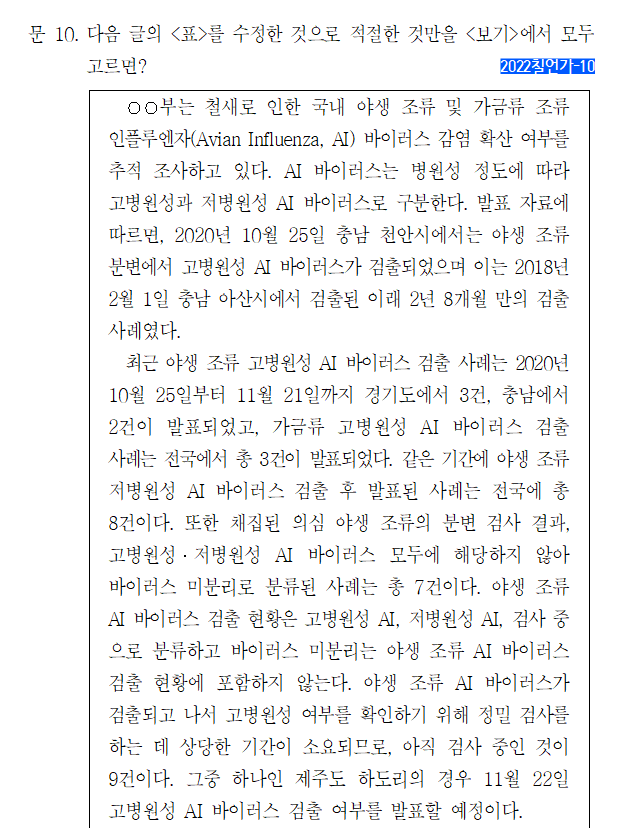 문 10. 다음 글의 <표>를 수정한 것으로 적절한 것만을 <보기>에서 모두
고르면?
2022칠언가-10
○○부는 철새로 인한 국내 야생 조류 및 가금류 조류
인플루엔자(Avian Influenza, AI) 바이러스 감염 확산 여부를
추적 조사하고 있다. AI 바이러스는 병원성 정도에 따라
고병원성과 저병원성 AI 바이러스로 구분한다. 발표 자료에
따르면, 2020년 10월 25일 충남 천안시에서는 야생 조류
분변에서 고병원성 AI 바이러스가 검출되었으며 이는 2018년
2월 1일 충남 아산시에서 검출된 이래 2년 8개월 만의 검출
사례였다.
최근 야생 조류 고병원성 AI 바이러스 검출 사례는 2020년
10월 25일부터 11월 21일까지 경기도에서 3건, 충남에서
2건이 발표되었고, 가금류 고병원성 AI 바이러스 검출
사례는 전국에서 총 3건이 발표되었다. 같은 기간에 야생 조류
저병원성 AI 바이러스 검출 후 발표된 사례는 전국에 총
8건이다. 또한 채집된 의심 야생 조류의 분변 검사 결과,
고병원성·저병원성 AI 바이러스 모두에 해당하지 않아
바이러스 미분리로 분류된 사례는 총 7건이다. 야생 조류
AI 바이러스 검출 현황은 고병원성 AI, 저병원성 AI, 검사 중
으로 분류하고 바이러스 미분리는 야생 조류 AI 바이러스
검출 현황에 포함하지 않는다. 야생 조류 AI 바이러스가
검출되고 나서 고병원성 여부를 확인하기 위해 정밀 검사를
하는 데 상당한 기간이 소요되므로, 아직 검사 중인 것이
9건이다. 그중 하나인 제주도 하도리의 경우 11월 22일
고병원성 AI 바이러스 검출 여부를 발표할 예정이다.